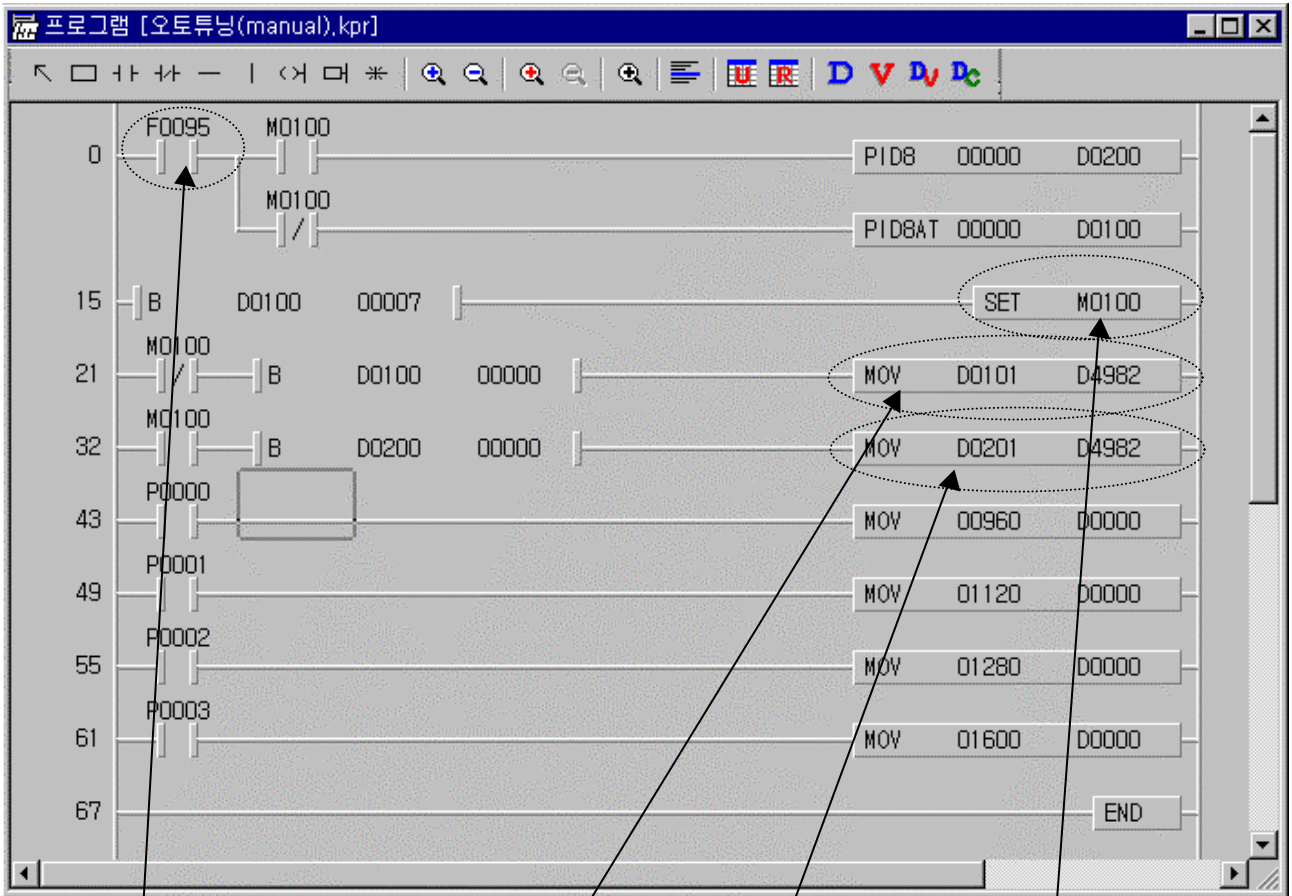 프로그램 [오토튜닝(manual).kpr]
U R D V DV DC
F0095 M0100
0 PID8 00000 D0200
M0100
PID8AT 00000 D0100
15 B D0100 00007 SET M0100
M0100
21 B D0100 00000 MOV D0101 D4982
M0100
32 B D0200 00000 MOV D0201 D4982
P0000
43 MOV 00960 D0000
P0001
49 MOV 01120 D0000
P0002
55 MOV 01280 D0000
P0003
61 MOV 01600 D0000
67 END